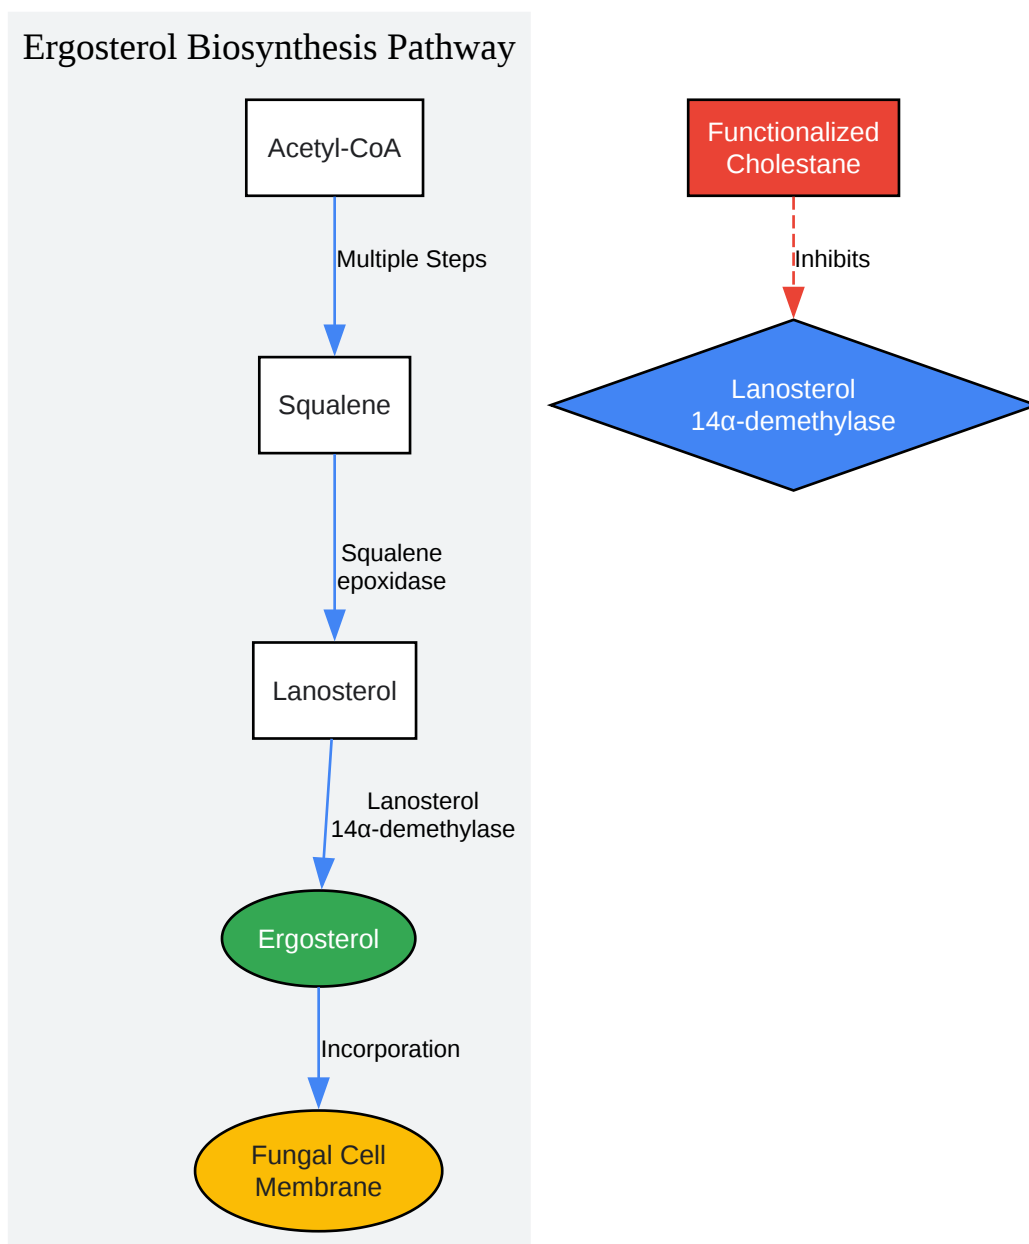 Ergosterol Biosynthesis Pathway
Acetyl-CoA
Multiple Steps
Squalene
Squalene
epoxidase
Lanosterol
Lanosterol
14α-demethylase
Ergosterol
Incorporation
Fungal Cell
Membrane
Functionalized
Cholestane
Inhibits
Lanosterol
14α-demethylase